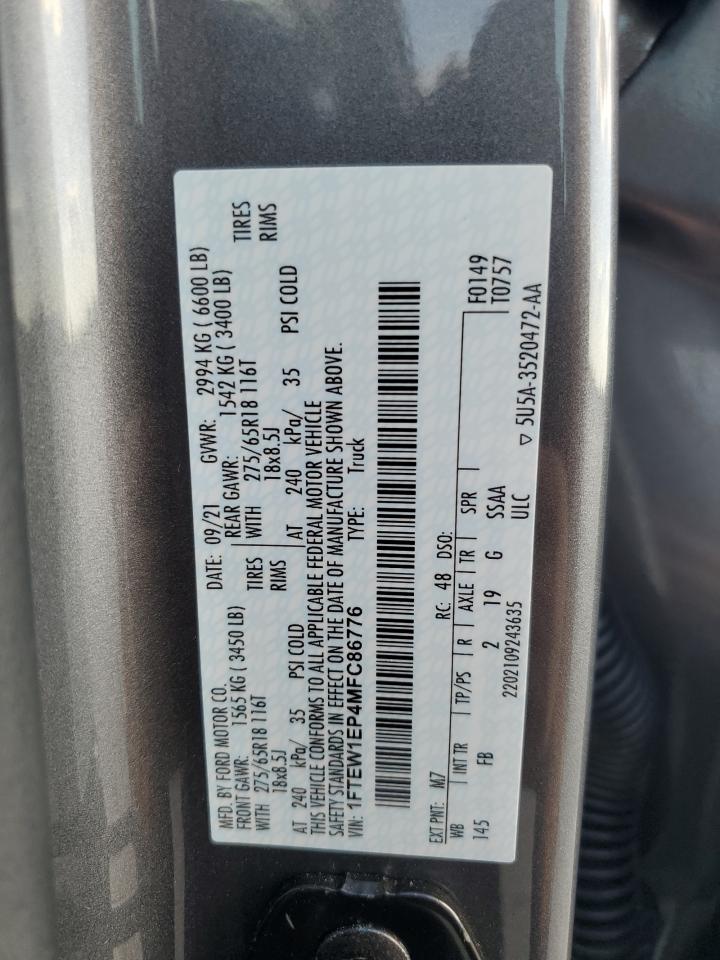 MFD. BY FORD MOTOR CO.
DATE: 09/21 GVWR: 2994 KG ( 6600 LB)
FRONT GAWR: 1565 KG ( 3450 LB)
REAR GAWR: 1542 KG ( 3400 LB)
WITH 275/65R18 116T TIRES
WITH 275/65R18 116T TIRES
18x8.5J RIMS
18x8.5J RIMS
AT 240 kPa/ 35 PSI COLD
AT 240 kPa/ 35 PSI COLD
THIS VEHICLE CONFORMS TO ALL APPLICABLE FEDERAL MOTOR VEHICLE
SAFETY STANDARDS IN EFFECT ON THE DATE OF MANUFACTURE SHOWN ABOVE.
VIN: 1FTEW1EP4MFC86776 TYPE: Truck
EXT PNT: M7 RC: 48 DSO: F0149
WB INT TR TP/PS R AXLE TR SPR T0757
145 FB 2 19 G SSAA
2202109243635 ULC
▽ 5U5A-3520472-AA